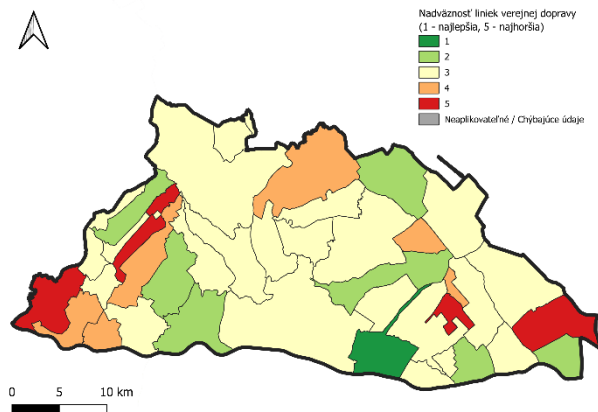 Nadväznosť liniek verejnej dopravy
(1 - najlepšia, 5 - najhoršia)
1
2
3
4
5
Neaplikovateľné / Chýbajúce údaje
0 5 10 km